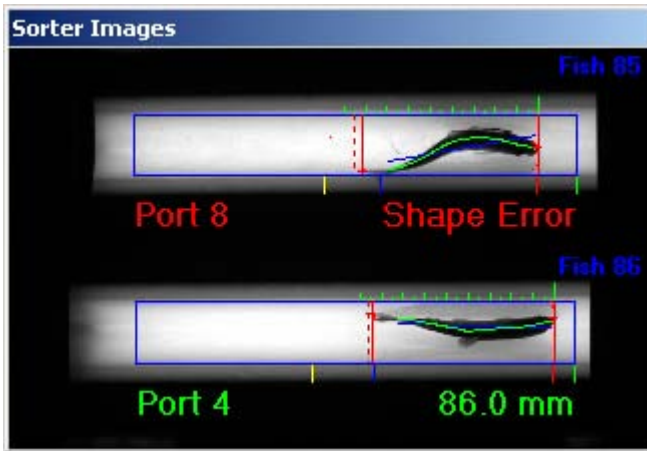 Sorter Images
Fish 85
Port 8 Shape Error
Fish 86
Port 4 86.0 mm